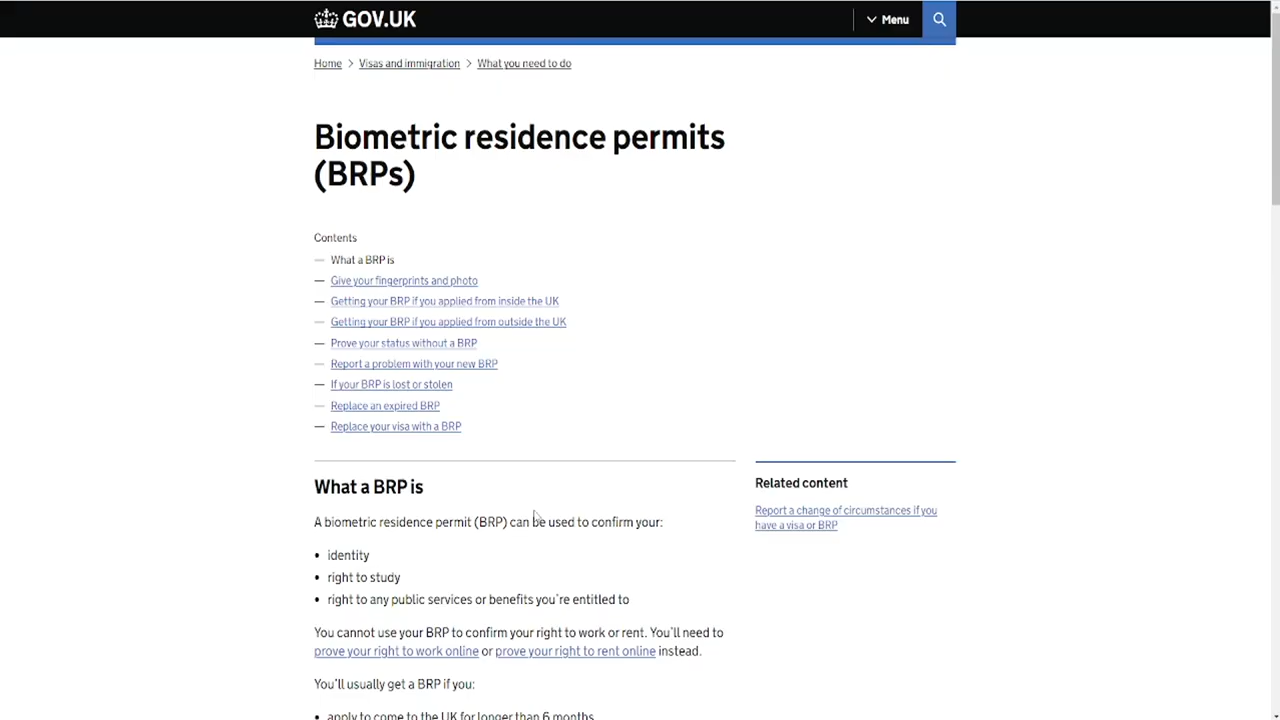 GOV.UK
Menu
Home > Visas and immigration > What you need to do
Biometric residence permits
(BRPs)
Contents
— What a BRP is
— Give your fingerprints and photo
— Getting your BRP if you applied from inside the UK
— Getting your BRP if you applied from outside the UK
— Prove your status without a BRP
— Report a problem with your new BRP
— If your BRP is lost or stolen
— Replace an expired BRP
— Replace your visa with a BRP
What a BRP is
A biometric residence permit (BRP) can be used to confirm your:
• identity
• right to study
• right to any public services or benefits you're entitled to
You cannot use your BRP to confirm your right to work or rent. You'll need to
prove your right to work online or prove your right to rent online instead.
You'll usually get a BRP if you:
• apply to come to the UK for longer than 6 months
Related content
Report a change of circumstances if you
have a visa or BRP